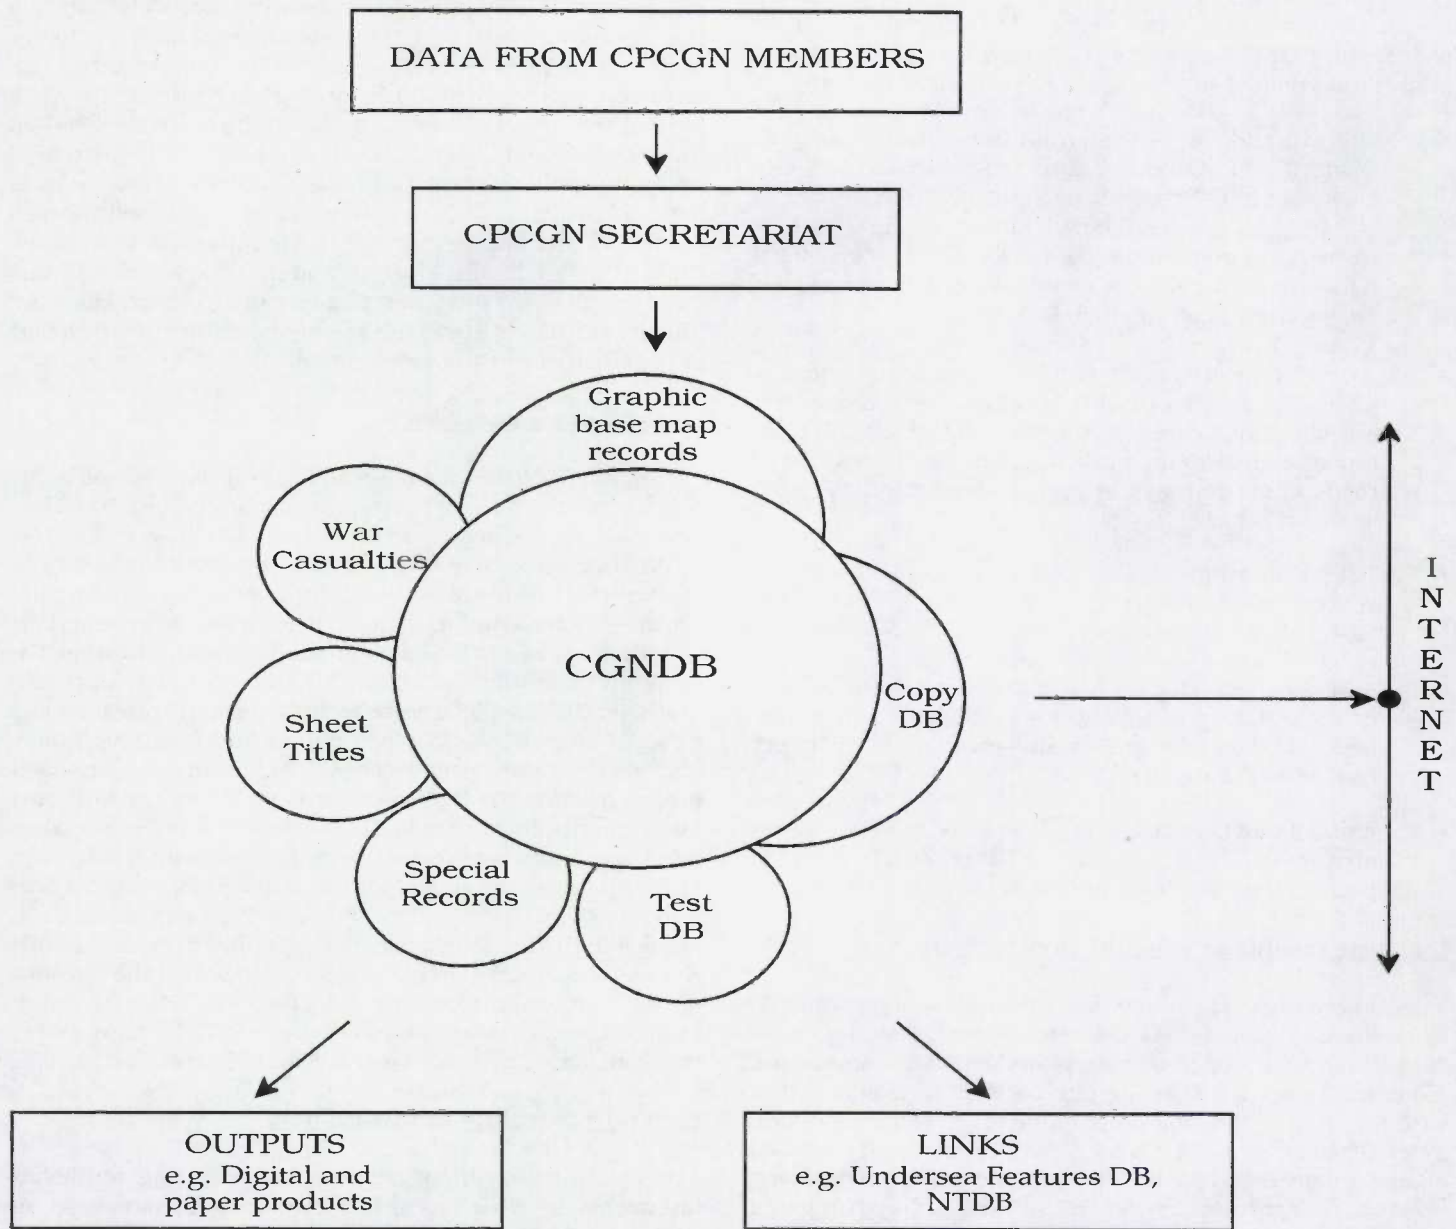 DATA FROM CPCGN MEMBERS
CPCGN SECRETARIAT
Graphic
base map
records
War
Casualties
Sheet
Titles
Special
Records
Test
DB
Copy
DB
CGNDB
INTERNET
OUTPUTS
e.g. Digital and
paper products
LINKS
e.g. Undersea Features DB,
NTDB